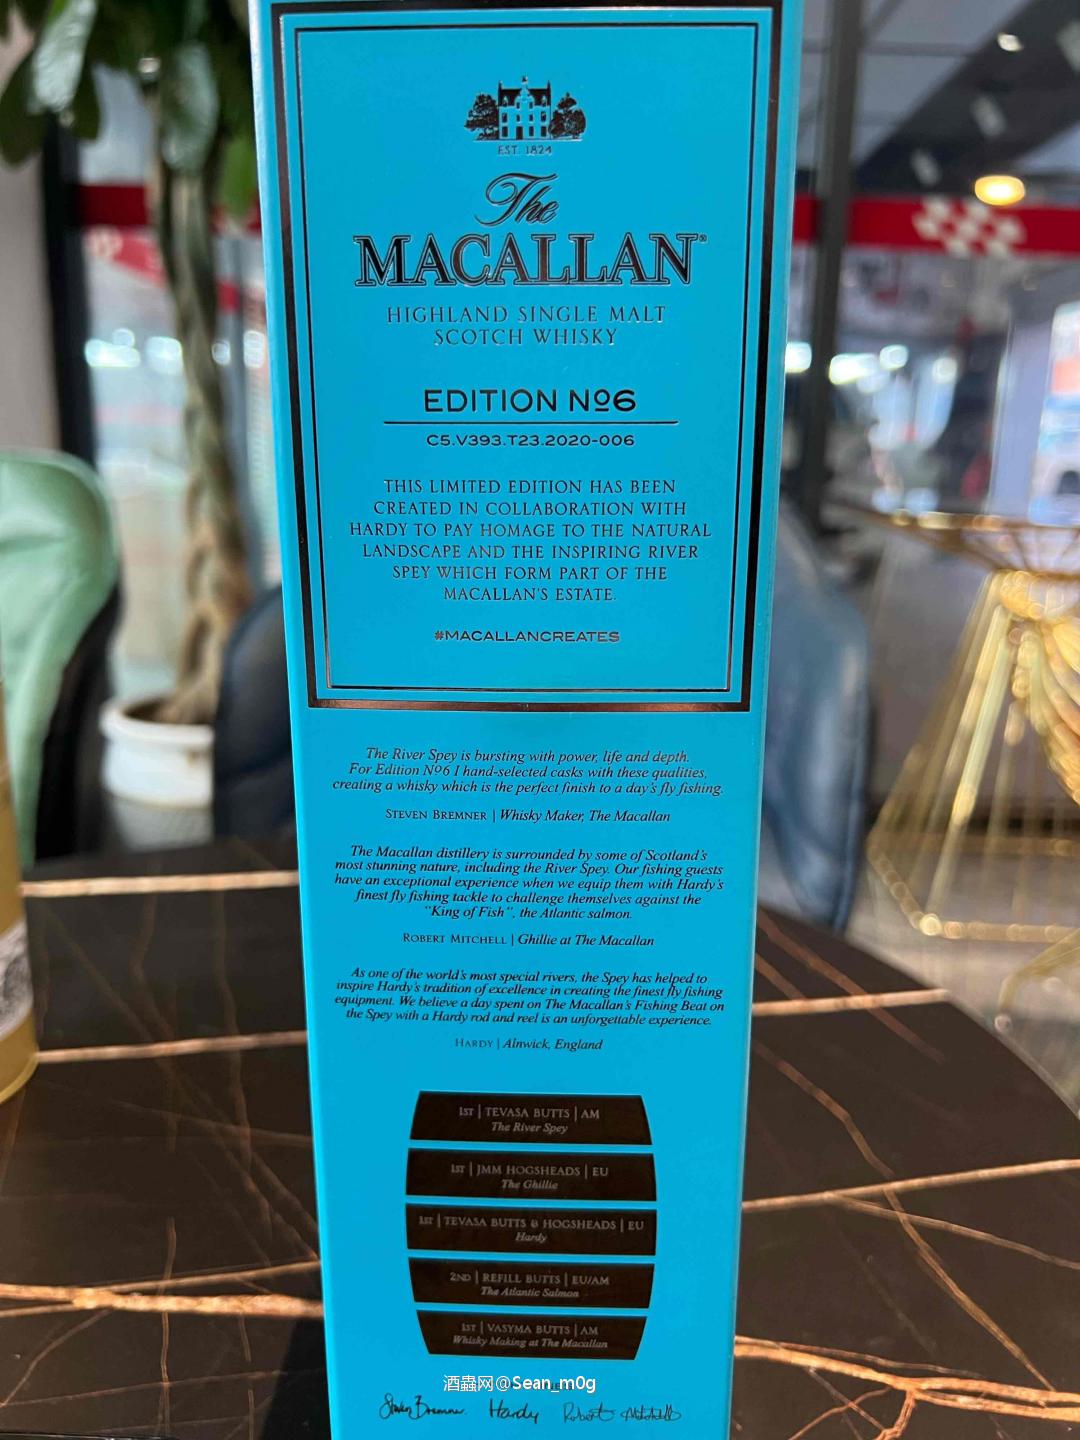 EST. 1824
The
MACALLAN®
HIGHLAND SINGLE MALT
SCOTCH WHISKY
EDITION Nº6
C5.V393.T23.2020-006
THIS LIMITED EDITION HAS BEEN
CREATED IN COLLABORATION WITH
HARDY TO PAY HOMAGE TO THE NATURAL
LANDSCAPE AND THE INSPIRING RIVER
SPEY WHICH FORM PART OF THE
MACALLAN'S ESTATE.
#MACALLANCREATES
The River Spey is bursting with power, life and depth.
For Edition Nº6 I hand-selected casks with these qualities,
creating a whisky which is the perfect finish to a day's fly fishing.
STEVEN BREMNER | Whisky Maker, The Macallan
The Macallan distillery is surrounded by some of Scotland's
most stunning nature, including the River Spey. Our fishing guests
have an exceptional experience when we equip them with Hardy's
finest fly fishing tackle to challenge themselves against the
"King of Fish", the Atlantic salmon.
ROBERT MITCHELL | Ghillie at The Macallan
As one of the world's most special rivers, the Spey has helped to
inspire Hardy's tradition of excellence in creating the finest fly fishing
equipment. We believe a day spent on The Macallan's Fishing Beat on
the Spey with a Hardy rod and reel is an unforgettable experience.
HARDY | Alnwick, England
1ST | TEVASA BUTTS | AM
The River Spey
1ST | JMM HOGSHEADS | EU
The Ghillie
1ST | TEVASA BUTTS & HOGSHEADS | EU
Hardy
2ND | REFILL BUTTS | EU/AM
The Atlantic Salmon
1ST | VASYMA BUTTS | AM
Whisky Making at The Macallan
酒蟲网@Sean_m0g
Steven Bremner Hardy Robert Mitchell